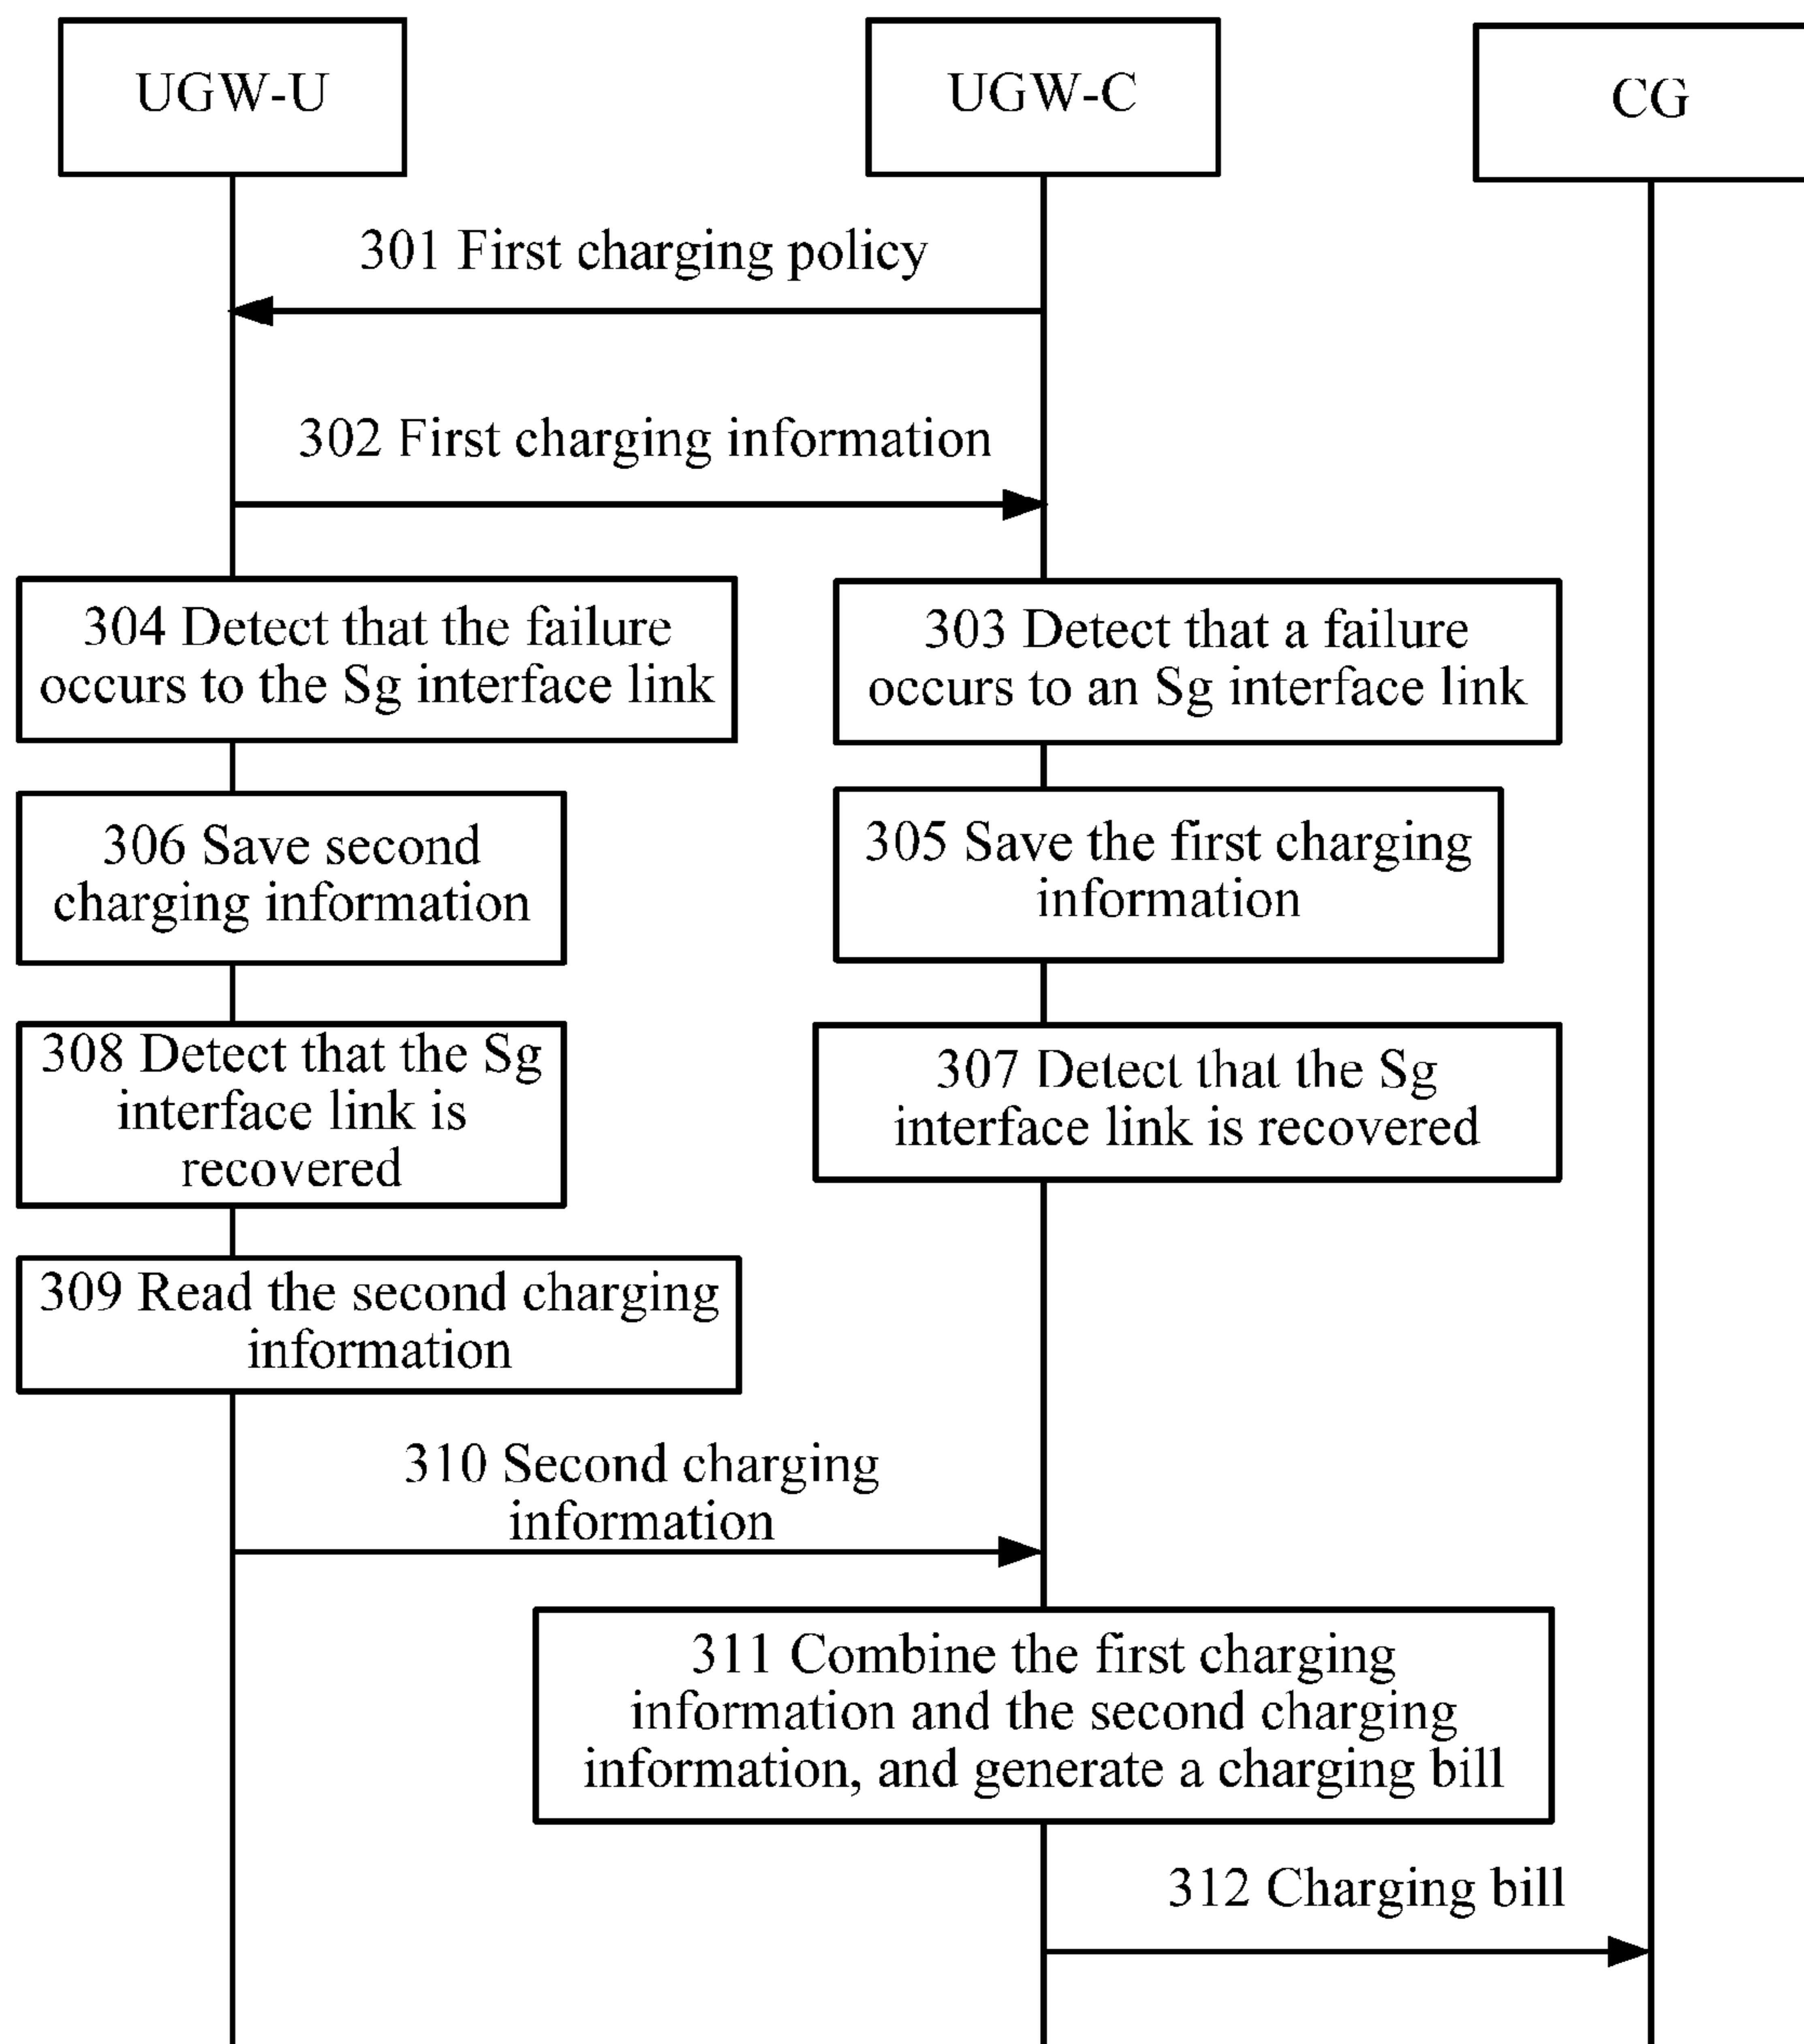 UGW-U
UGW-C
CG
301 First charging policy
302 First charging information
304 Detect that the failure
occurs to the Sg interface link
303 Detect that a failure
occurs to an Sg interface link
306 Save second
charging information
305 Save the first charging
information
308 Detect that the Sg
interface link is
recovered
307 Detect that the Sg
interface link is recovered
309 Read the second charging
information
310 Second charging
information
311 Combine the first charging
information and the second charging
information, and generate a charging bill
312 Charging bill